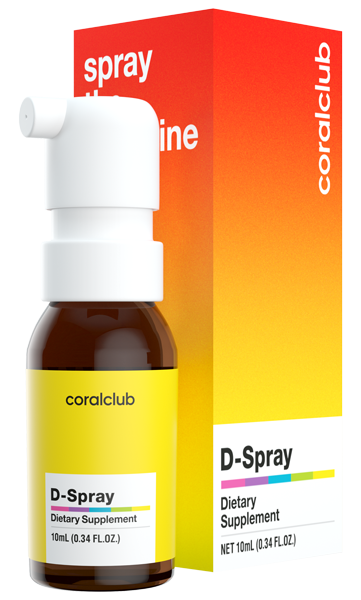 spray
ine
coralclub
D-Spray
Dietary
Supplement
NET 10mL (0.34 FL.OZ.)
coralclub
D-Spray
Dietary Supplement
10mL (0.34 FL.OZ.)